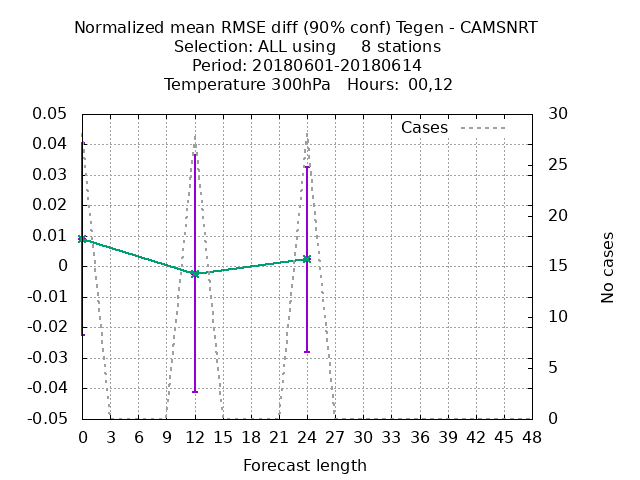 Normalized mean RMSE diff (90% conf) Tegen - CAMSNRT
Selection: ALL using     8 stations
Period: 20180601-20180614
Temperature 300hPa   Hours: 00,12
Cases
0.05
0.04
0.03
0.02
0.01
0
-0.01
-0.02
-0.03
-0.04
-0.05
30
25
20
15
10
5
0
No cases
0 3 6 9 12 15 18 21 24 27 30 33 36 39 42 45 48
Forecast length